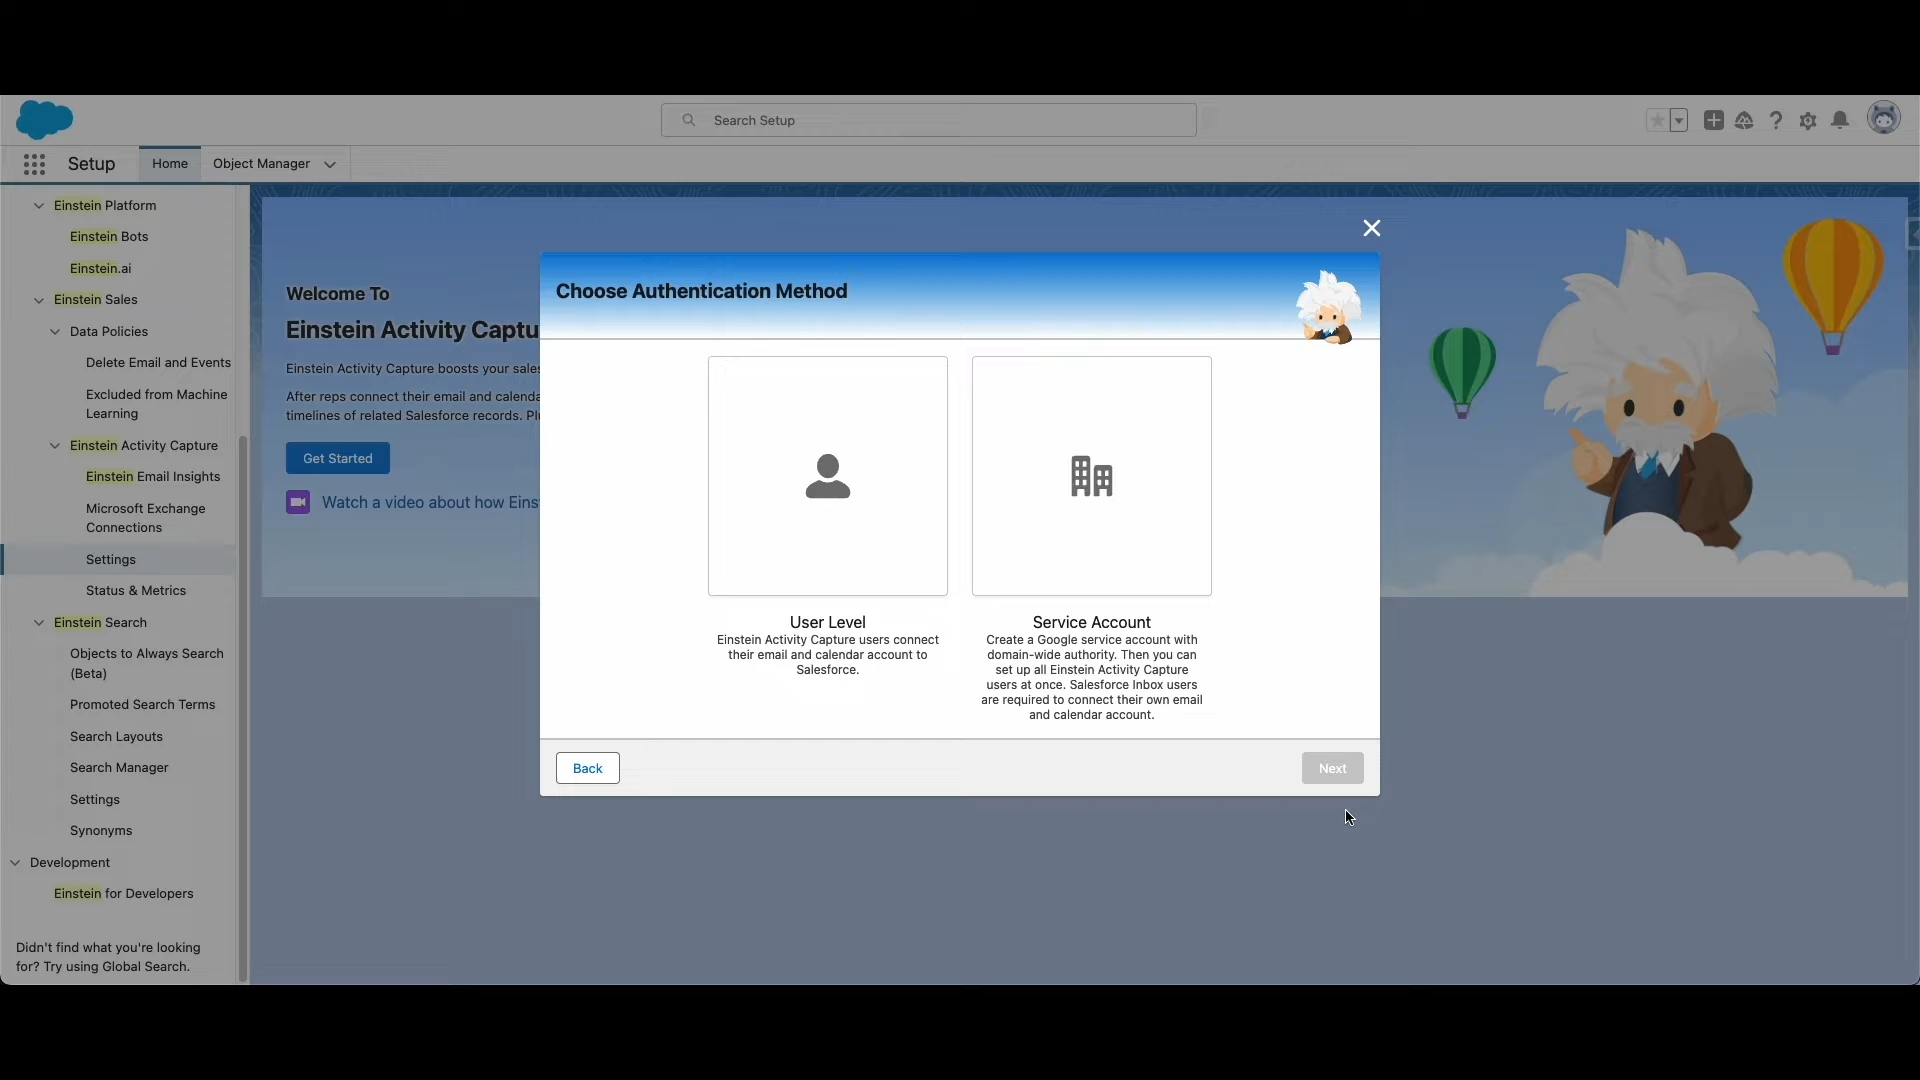 Search Setup
Setup
Home
Object Manager
Einstein Platform
Einstein Bots
Einstein.ai
Einstein Sales
Data Policies
Delete Email and Events
Excluded from Machine
Learning
Einstein Activity Capture
Einstein Email Insights
Microsoft Exchange
Connections
Settings
Status & Metrics
Einstein Search
Objects to Always Search
(Beta)
Promoted Search Terms
Search Layouts
Search Manager
Settings
Synonyms
Development
Einstein for Developers
Didn't find what you're looking
for? Try using Global Search.
Welcome To
Einstein Activity Captu
Einstein Activity Capture boosts your sales
After reps connect their email and calenda
timelines of related Salesforce records. Pl
Get Started
Watch a video about how Eins
Choose Authentication Method
User Level
Einstein Activity Capture users connect
their email and calendar account to
Salesforce.
Service Account
Create a Google service account with
domain-wide authority. Then you can
set up all Einstein Activity Capture
users at once. Salesforce Inbox users
are required to connect their own email
and calendar account.
Back
Next